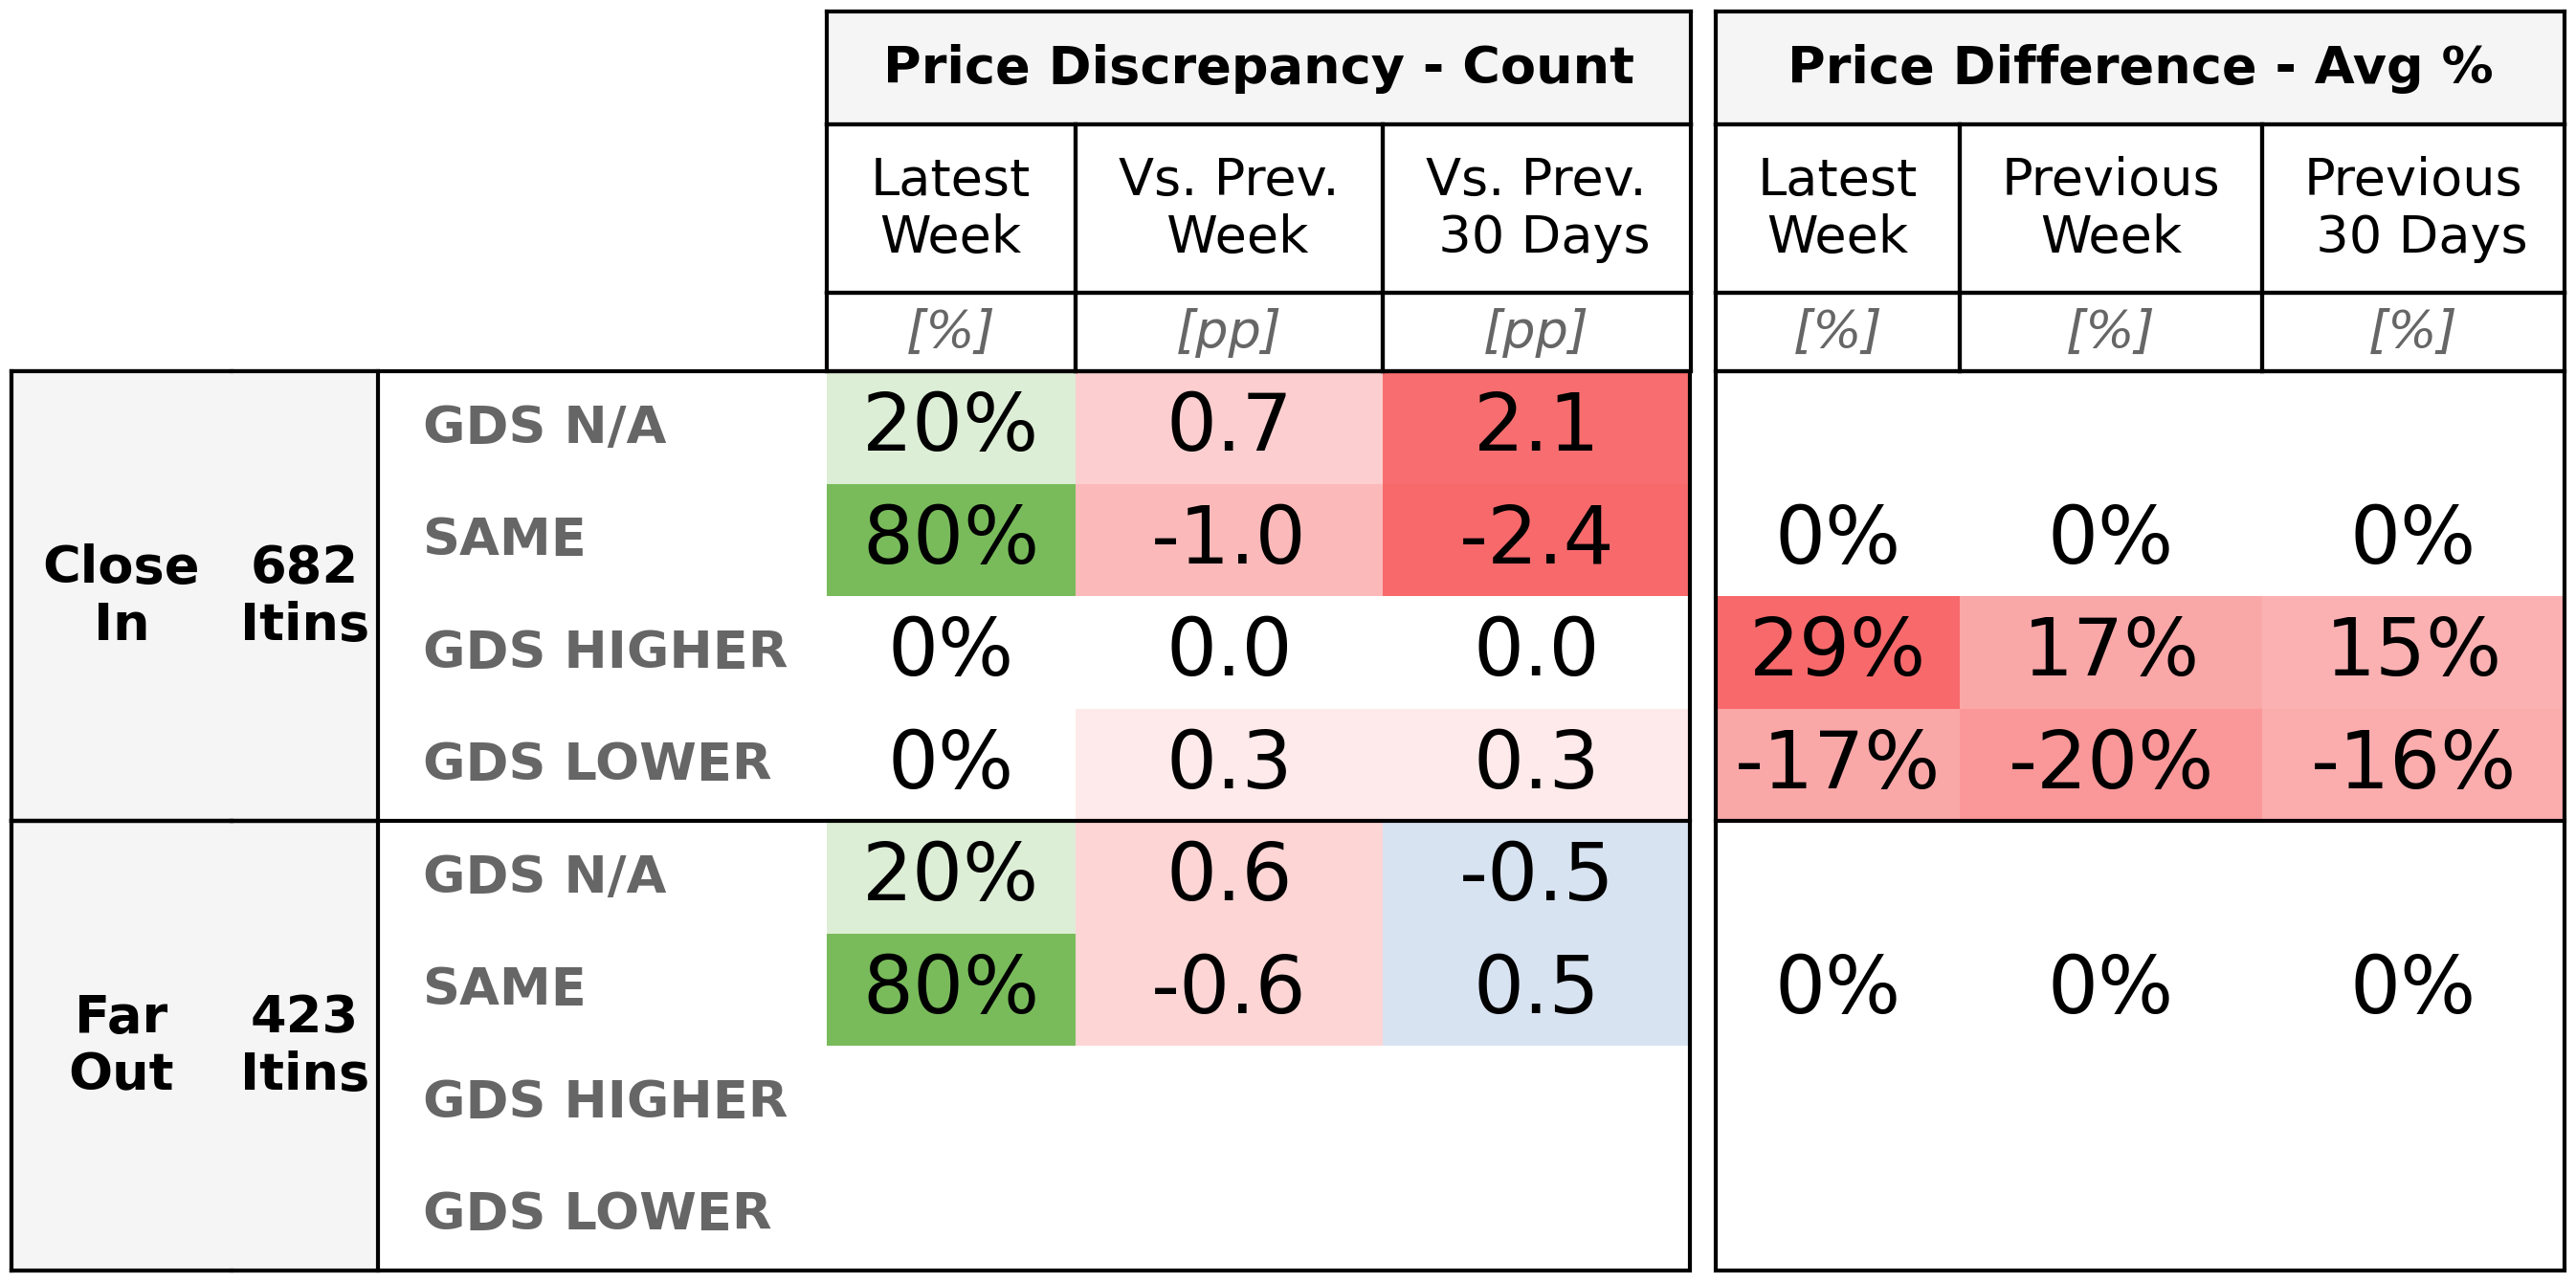 Price Discrepancy - Count Price Difference - Avg %
Latest Week Vs. Prev. Week Vs. Prev. 30 Days Latest Week Previous Week Previous 30 Days
[%] [pp] [pp] [%] [%] [%]
Close In 682 Itins
GDS N/A 20% 0.7 2.1
SAME 80% -1.0 -2.4 0% 0% 0%
GDS HIGHER 0% 0.0 0.0 29% 17% 15%
GDS LOWER 0% 0.3 0.3 -17% -20% -16%
Far Out 423 Itins
GDS N/A 20% 0.6 -0.5
SAME 80% -0.6 0.5 0% 0% 0%
GDS HIGHER
GDS LOWER